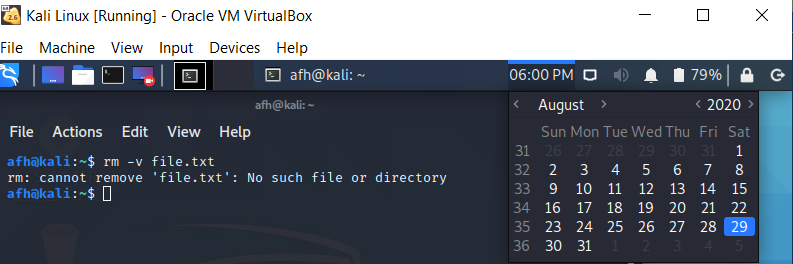 Kali Linux [Running] - Oracle VM VirtualBox
File Machine View Input Devices Help
afh@kali: ~ 06:00 PM 79%
afh@kali: ~
File Actions Edit View Help
afh@kali:~$ rm -v file.txt
rm: cannot remove 'file.txt': No such file or directory
afh@kali:~$
< August > < 2020 >
Sun Mon Tue Wed Thu Fri Sat
31 26 27 28 29 30 31 1
32 2 3 4 5 6 7 8
33 9 10 11 12 13 14 15
34 16 17 18 19 20 21 22
35 23 24 25 26 27 28 29
36 30 31 1 2 3 4 5